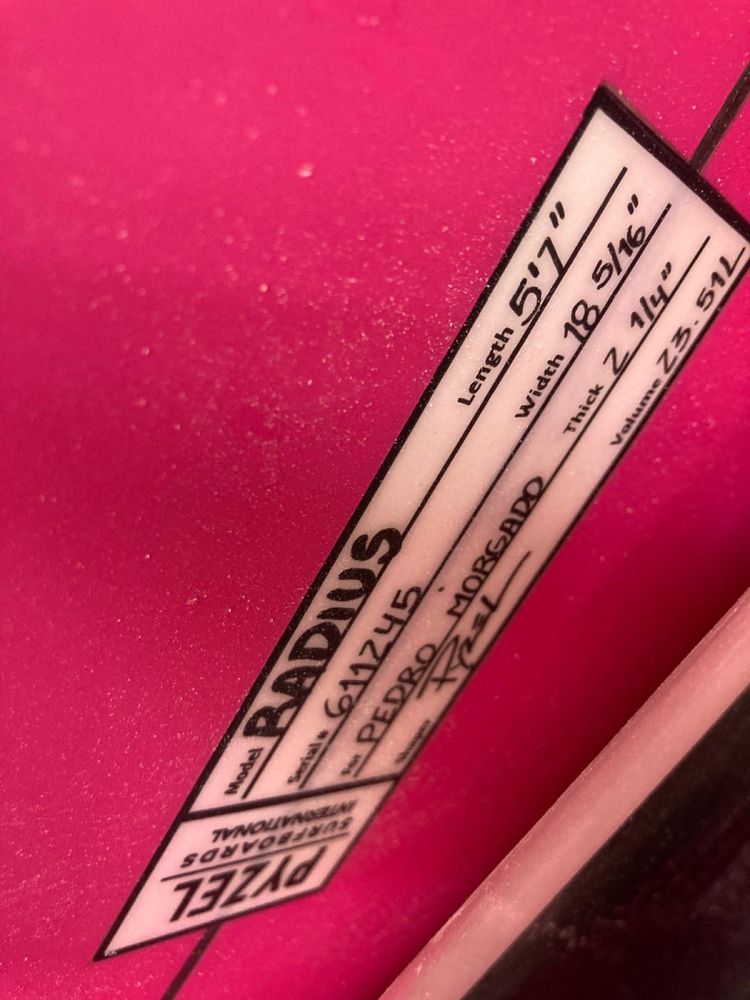 Model RADIUS
Length 5'7"
Serial# 611245
Width 18 5/16"
For PEDRO MORGADO
Thick 2 1/4"
Shaper Pyzel
Volume 23.51L
PYZEL
SURFBOARDS
INTERNATIONAL